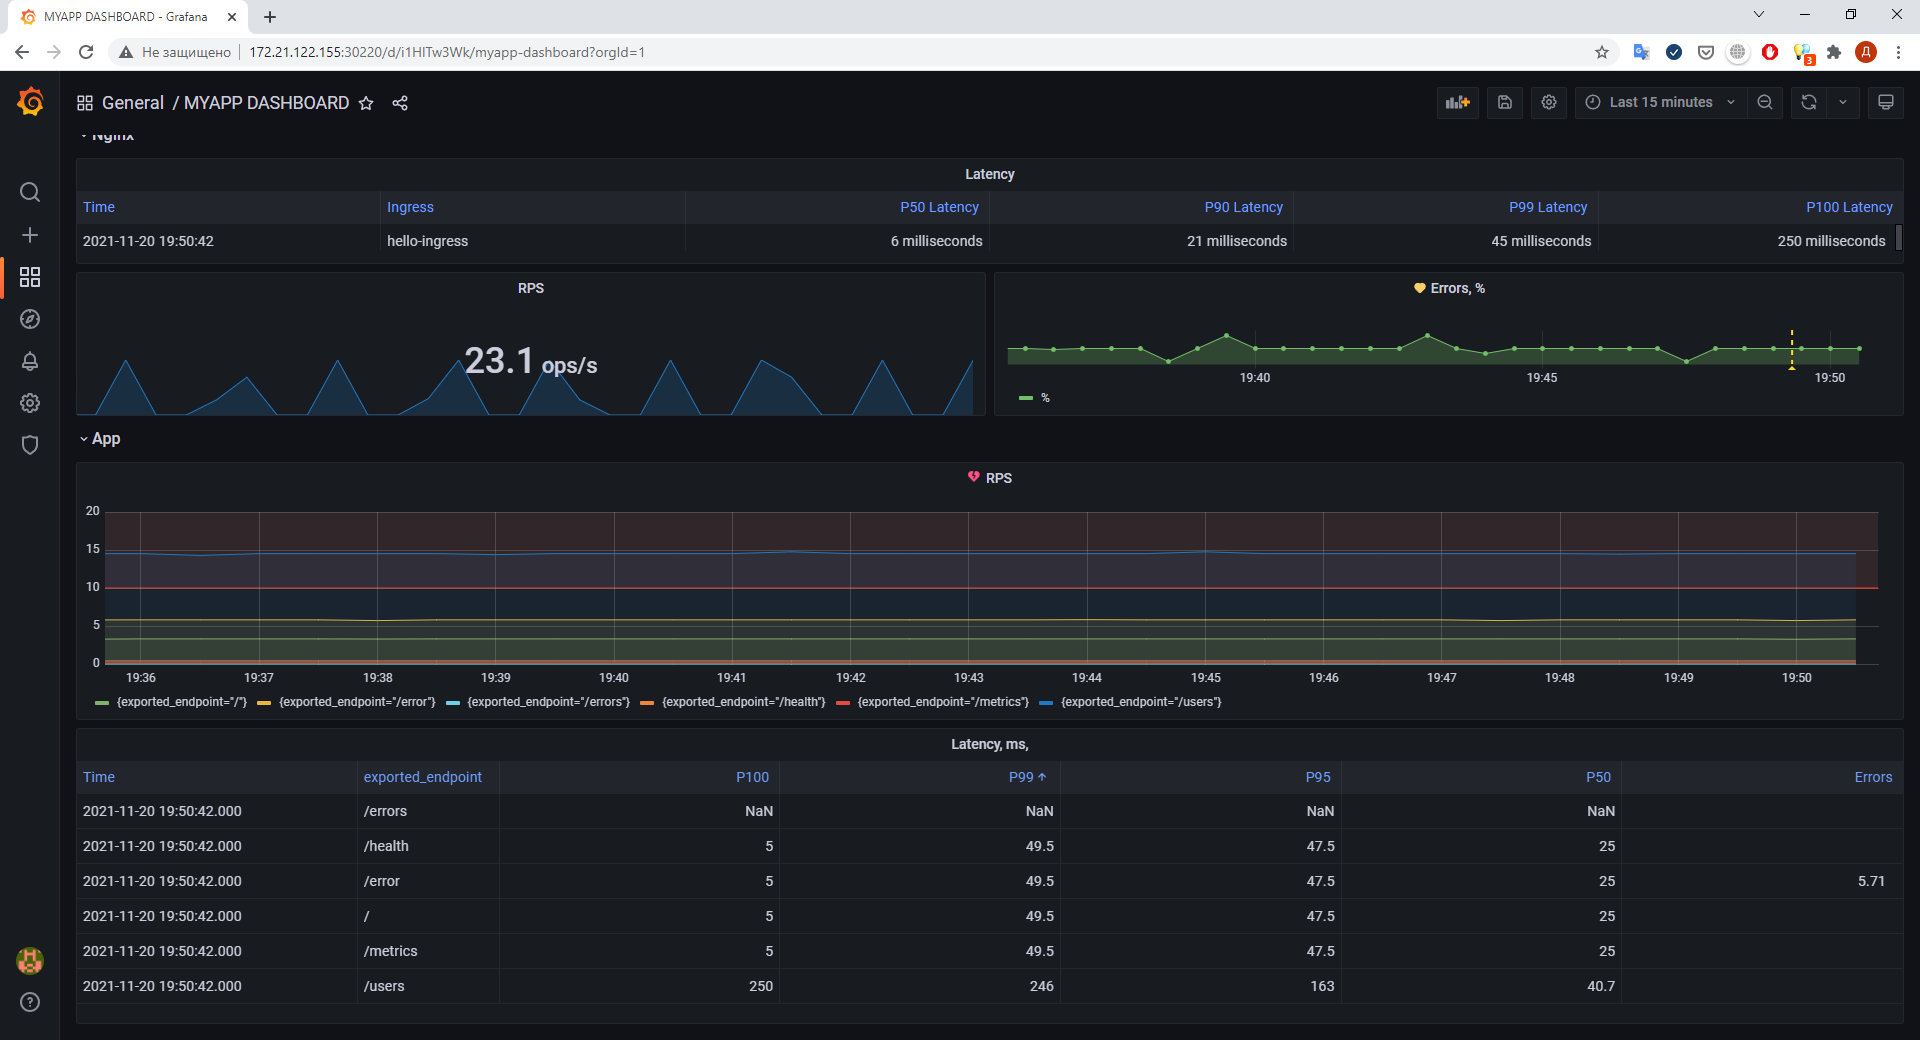 MYAPP DASHBOARD - Grafana
Не защищено 172.21.122.155:30220/d/i1HlTw3Wk/myapp-dashboard?orgId=1
3
Д
General / MYAPP DASHBOARD
Last 15 minutes
Nginx
Latency
Time Ingress P50 Latency P90 Latency P99 Latency P100 Latency
2021-11-20 19:50:42 hello-ingress 6 milliseconds 21 milliseconds 45 milliseconds 250 milliseconds
RPS
23.1 ops/s
Errors, %
19:40 19:45 19:50
%
App
RPS
20
15
10
5
0
19:36 19:37 19:38 19:39 19:40 19:41 19:42 19:43 19:44 19:45 19:46 19:47 19:48 19:49 19:50
{exported_endpoint="/"} {exported_endpoint="/error"} {exported_endpoint="/errors"} {exported_endpoint="/health"} {exported_endpoint="/metrics"} {exported_endpoint="/users"}
Latency, ms,
Time exported_endpoint P100 P99 P95 P50 Errors
2021-11-20 19:50:42.000 /errors NaN NaN NaN NaN
2021-11-20 19:50:42.000 /health 5 49.5 47.5 25
2021-11-20 19:50:42.000 /error 5 49.5 47.5 25 5.71
2021-11-20 19:50:42.000 / 5 49.5 47.5 25
2021-11-20 19:50:42.000 /metrics 5 49.5 47.5 25
2021-11-20 19:50:42.000 /users 250 246 163 40.7